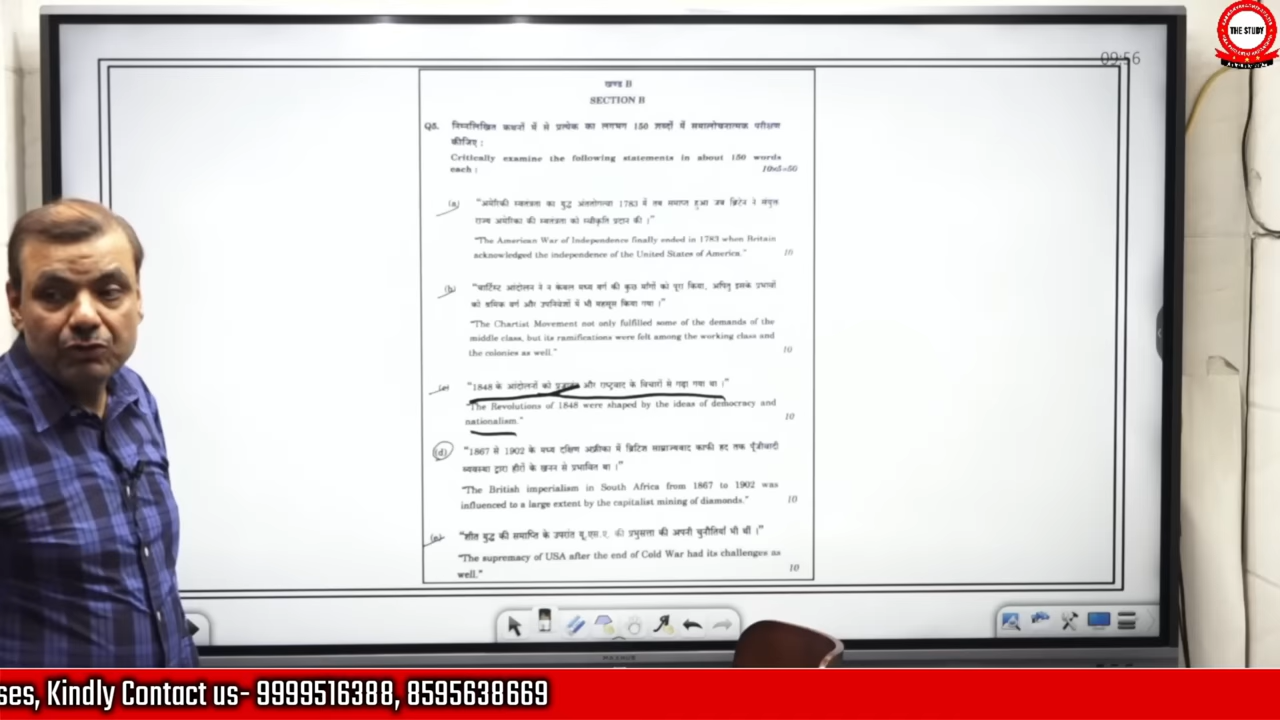 THE STUDY
09:56
खण्ड B
SECTION B
Q5. निम्नलिखित कथनों में से प्रत्येक का लगभग 150 शब्दों में समालोचनात्मक परीक्षण
कीजिए :
Critically examine the following statements in about 150 words
each : 10x5=50
(a) "अमेरिकी स्वतंत्रता का युद्ध अंततोगत्वा 1783 में तब समाप्त हुआ जब ब्रिटेन ने संयुक्त
राज्य अमेरिका की स्वतंत्रता को स्वीकृति प्रदान की ।"
"The American War of Independence finally ended in 1783 when Britain
acknowledged the independence of the United States of America." 10
(b) "चार्टिस्ट आंदोलन ने न केवल मध्य वर्ग की कुछ माँगों को पूरा किया, अपितु इसके प्रभावों
को श्रमिक वर्ग और उपनिवेशों में भी महसूस किया गया ।"
"The Chartist Movement not only fulfilled some of the demands of the
middle class, but its ramifications were felt among the working class and
the colonies as well." 10
(c) "1848 के आंदोलनों को प्रजातंत्र और राष्ट्रवाद के विचारों से गढ़ा गया था ।"
"The Revolutions of 1848 were shaped by the ideas of democracy and
nationalism." 10
(d) "1867 से 1902 के मध्य दक्षिण अफ्रीका में ब्रिटिश साम्राज्यवाद काफी हद तक पूँजीवादी
व्यवस्था द्वारा हीरों के खनन से प्रभावित था ।"
"The British imperialism in South Africa from 1867 to 1902 was
influenced to a large extent by the capitalist mining of diamonds." 10
(e) "शीत युद्ध की समाप्ति के उपरांत यू.एस.ए. की प्रभुसत्ता की अपनी चुनौतियाँ भी थीं ।"
"The supremacy of USA after the end of Cold War had its challenges as
well." 10
ses, Kindly Contact us- 9999516388, 8595638669